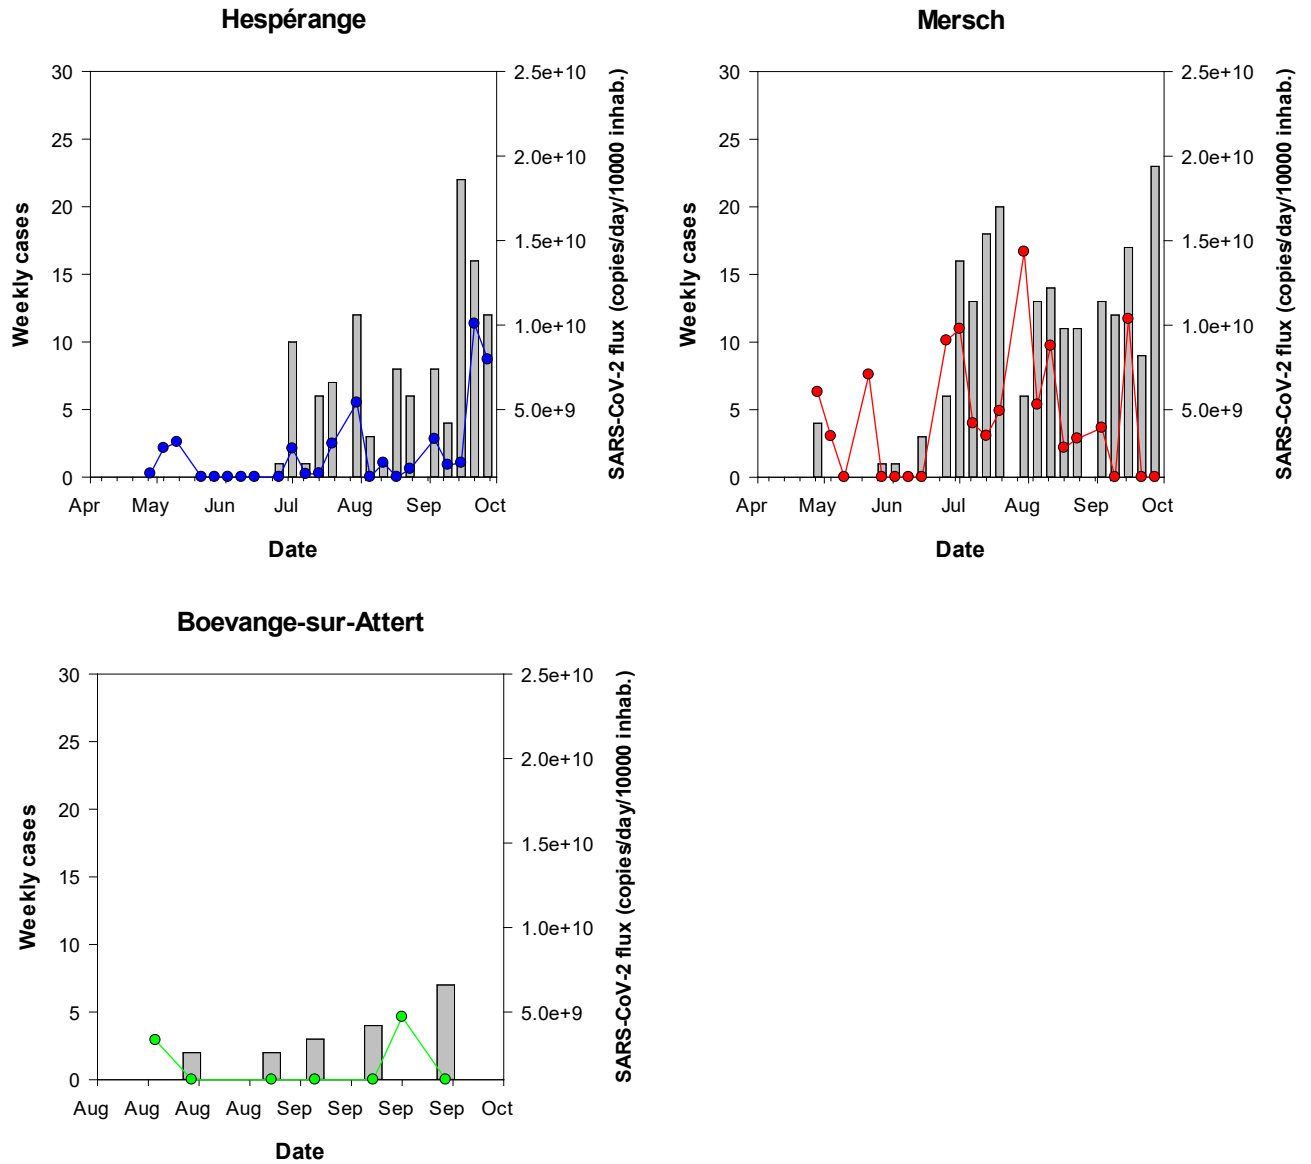 Hespérange
30
25
20
15
10
5
0
Weekly cases
2.5e+10
2.0e+10
1.5e+10
1.0e+10
5.0e+9
SARS-CoV-2 flux (copies/day/10000 inhab.)
Apr May Jun Jul Aug Sep Oct
Date
Mersch
30
25
20
15
10
5
0
Weekly cases
2.5e+10
2.0e+10
1.5e+10
1.0e+10
5.0e+9
SARS-CoV-2 flux (copies/day/10000 inhab.)
Apr May Jun Jul Aug Sep Oct
Date
Boevange-sur-Attert
30
25
20
15
10
5
0
Weekly cases
2.5e+10
2.0e+10
1.5e+10
1.0e+10
5.0e+9
SARS-CoV-2 flux (copies/day/10000 inhab.)
Aug Aug Aug Aug Sep Sep Sep Sep Oct
Date